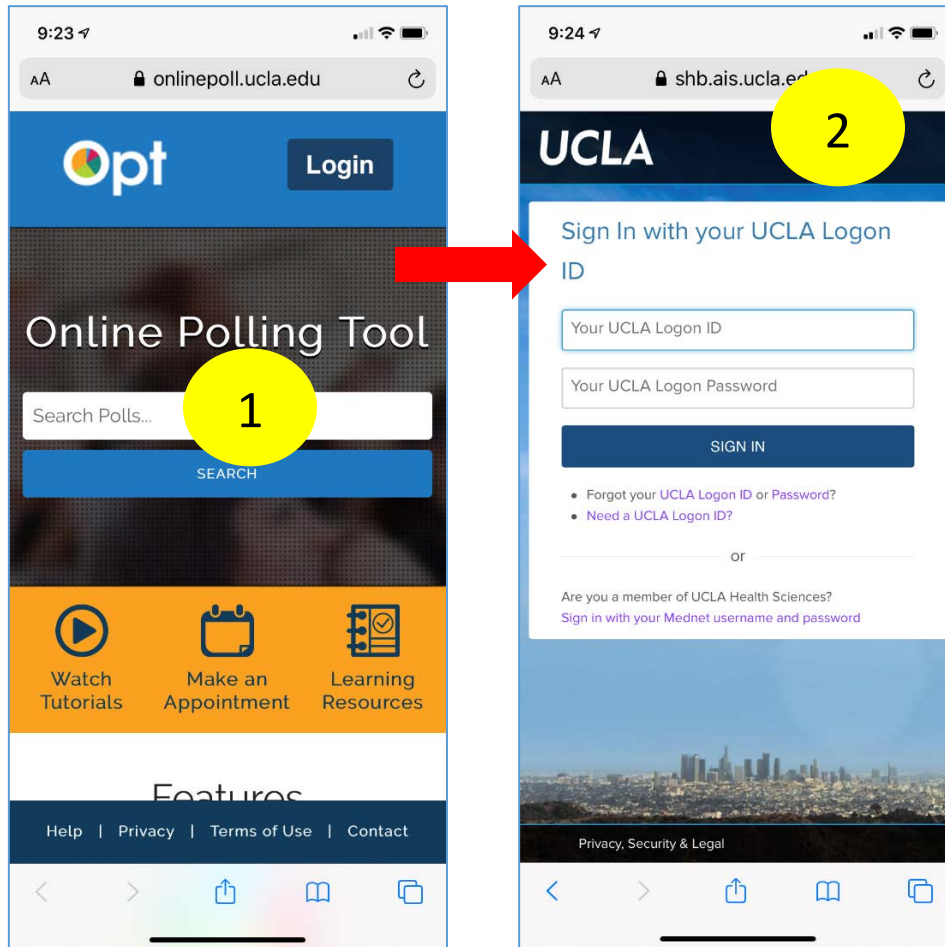 9:23
AA onlinepoll.ucla.edu
Opt
Login
Online Polling Tool
Search Polls...
1
SEARCH
Watch
Tutorials
Make an
Appointment
Learning
Resources
Features
Help | Privacy | Terms of Use | Contact
9:24
AA shb.ais.ucla.ed
2
UCLA
Sign In with your UCLA Logon
ID
Your UCLA Logon ID
Your UCLA Logon Password
SIGN IN
• Forgot your UCLA Logon ID or Password?
• Need a UCLA Logon ID?
or
Are you a member of UCLA Health Sciences?
Sign in with your Mednet username and password
Privacy, Security & Legal